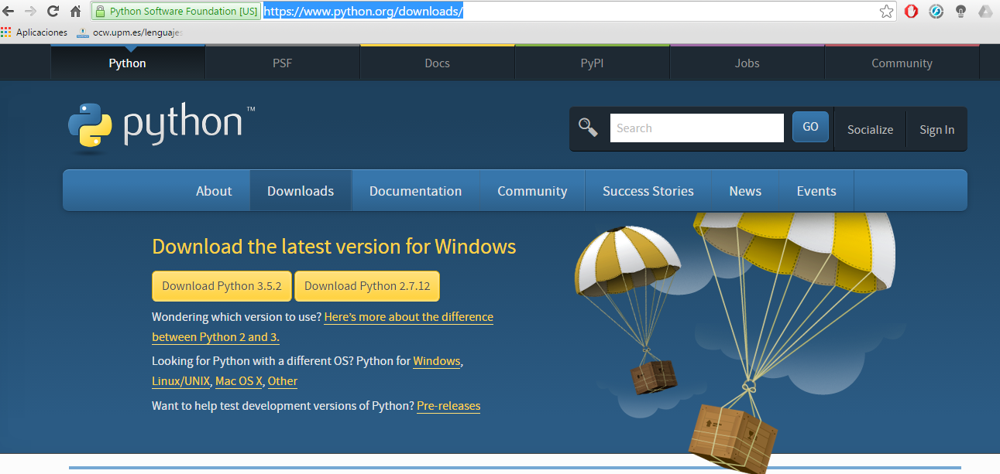 Python Software Foundation [US] https://www.python.org/downloads/
Aplicaciones ocw.upm.es/lenguajes
Python PSF Docs PyPI Jobs Community
python™
Search GO Socialize Sign In
About Downloads Documentation Community Success Stories News Events
Download the latest version for Windows
Download Python 3.5.2 Download Python 2.7.12
Wondering which version to use? Here's more about the difference
between Python 2 and 3.
Looking for Python with a different OS? Python for Windows,
Linux/UNIX, Mac OS X, Other
Want to help test development versions of Python? Pre-releases